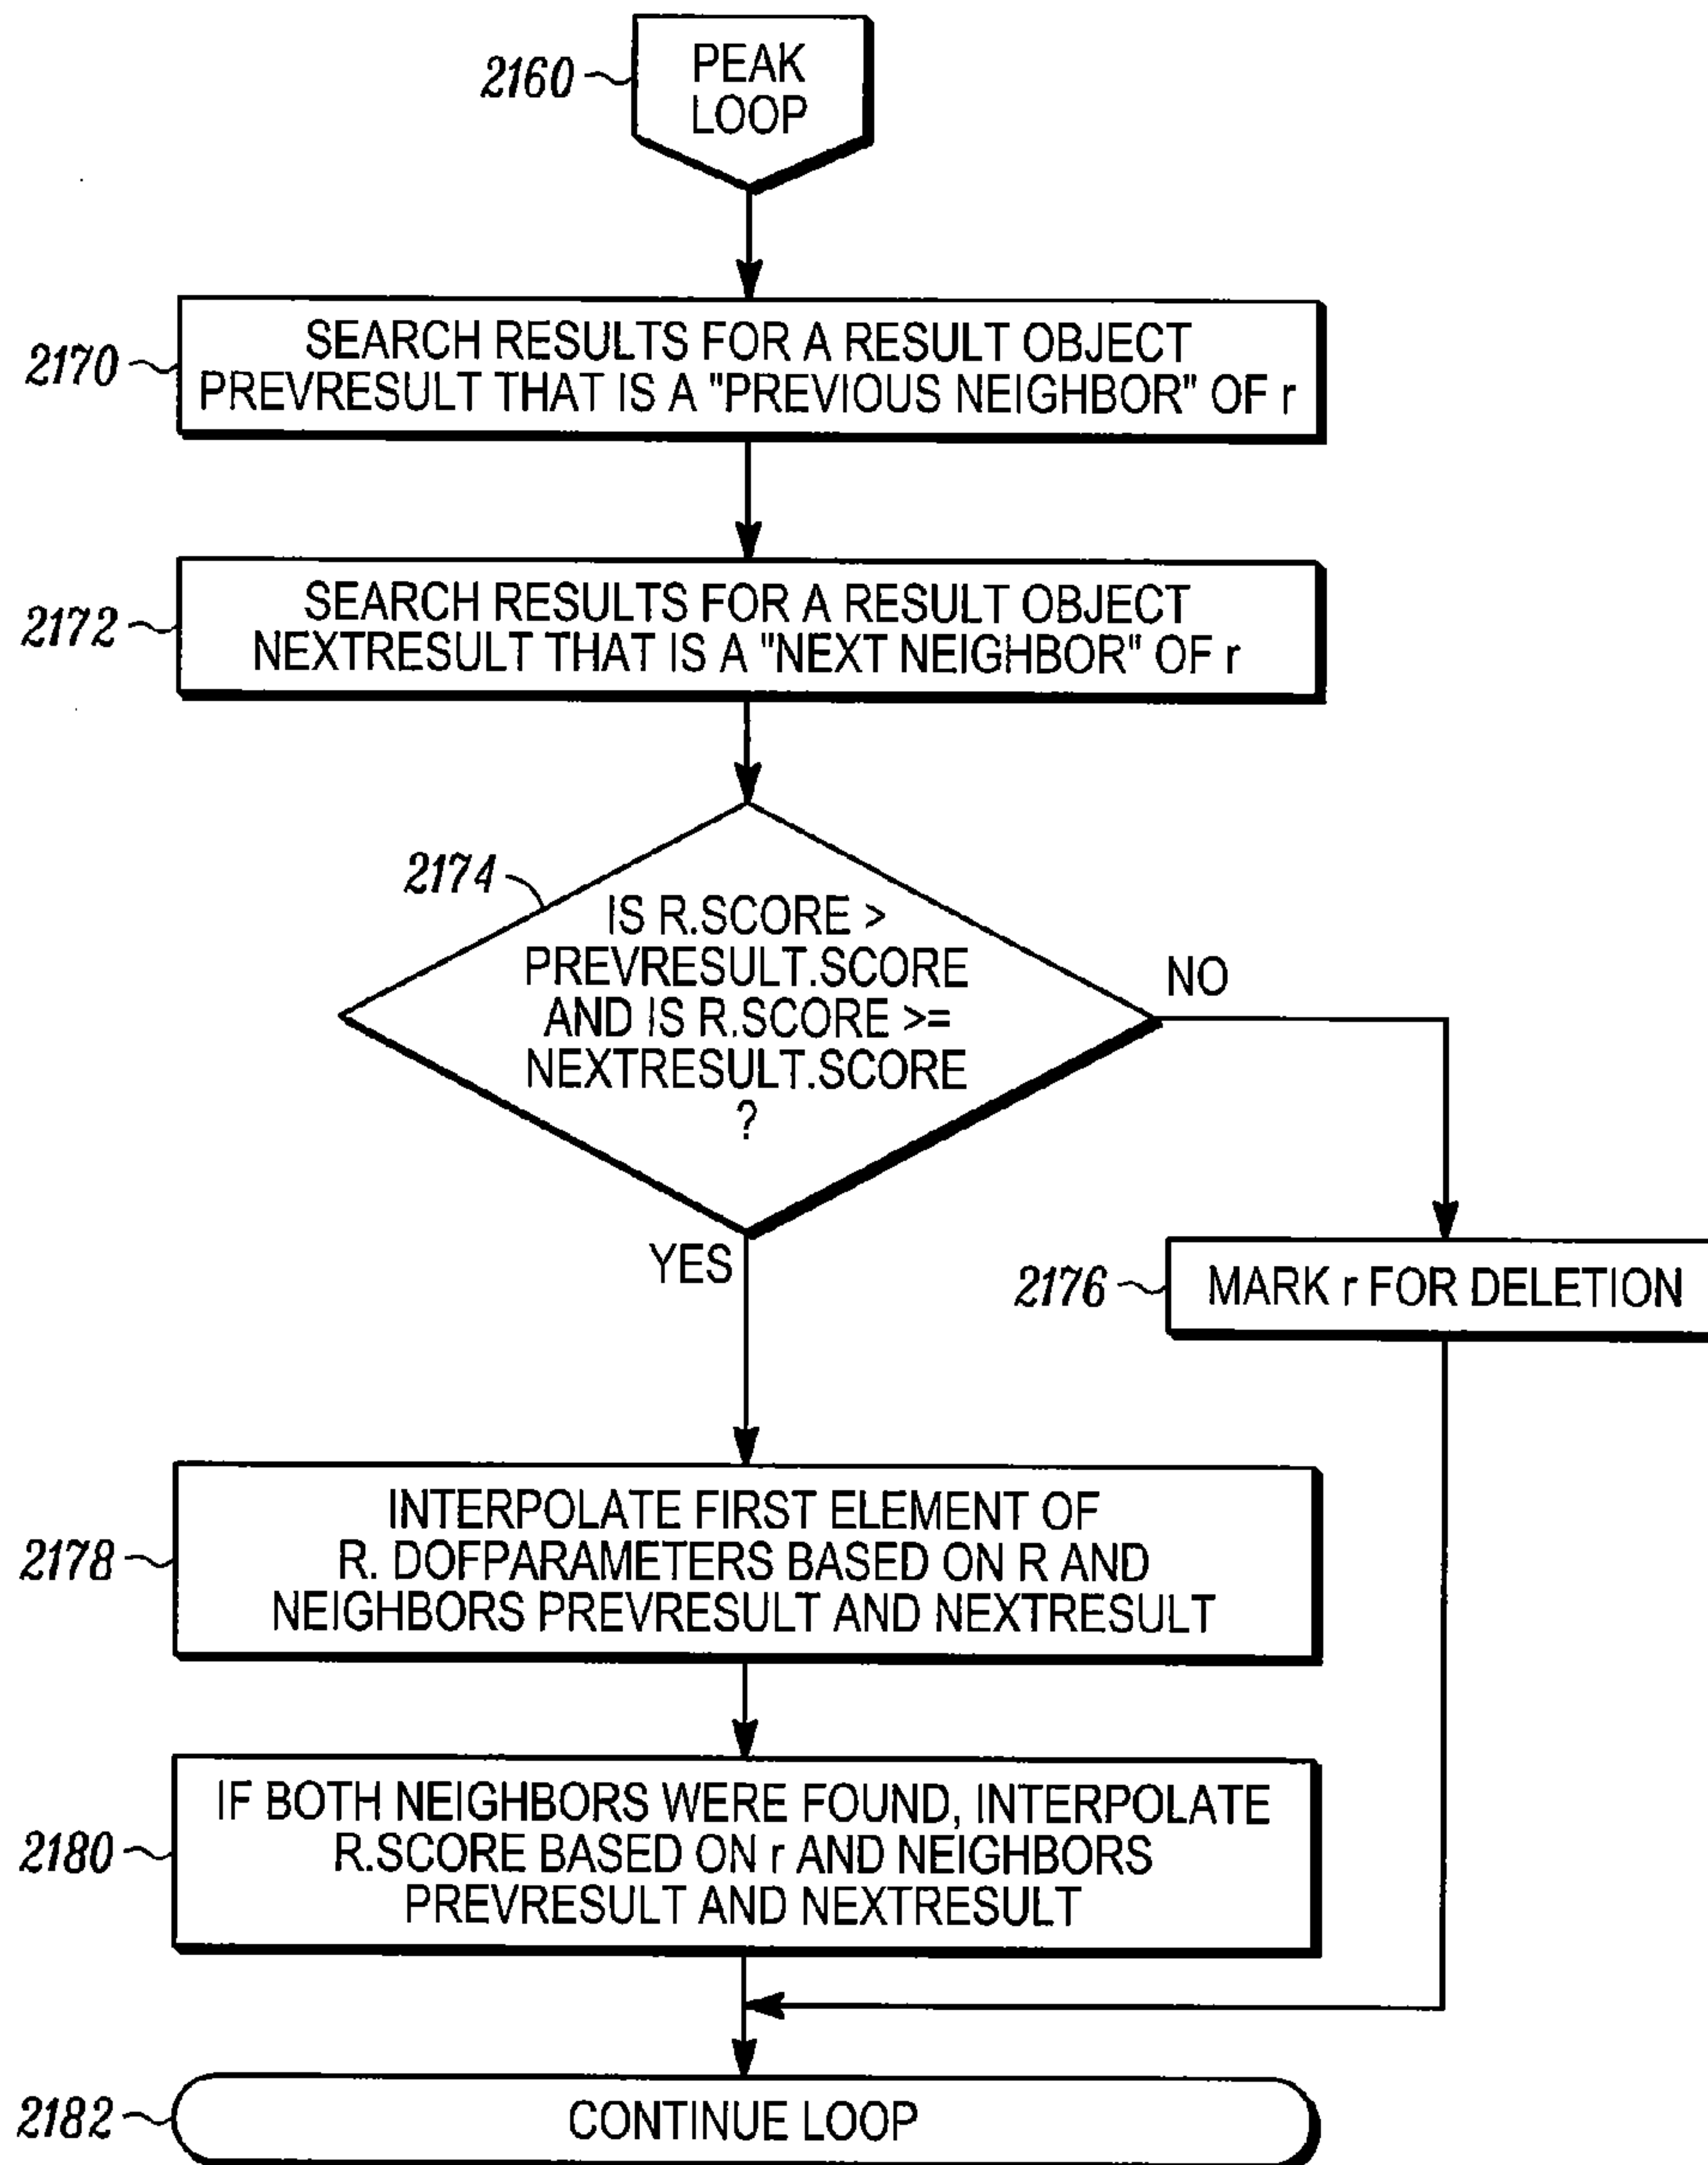 2160
PEAK
LOOP
2170
SEARCH RESULTS FOR A RESULT OBJECT
PREVRESULT THAT IS A "PREVIOUS NEIGHBOR" OF r
2172
SEARCH RESULTS FOR A RESULT OBJECT
NEXTRESULT THAT IS A "NEXT NEIGHBOR" OF r
2174
IS R.SCORE >
PREVRESULT.SCORE
AND IS R.SCORE >=
NEXTRESULT.SCORE
?
NO
YES
2176
MARK r FOR DELETION
2178
INTERPOLATE FIRST ELEMENT OF
R. DOFPARAMETERS BASED ON R AND
NEIGHBORS PREVRESULT AND NEXTRESULT
2180
IF BOTH NEIGHBORS WERE FOUND, INTERPOLATE
R.SCORE BASED ON r AND NEIGHBORS
PREVRESULT AND NEXTRESULT
2182
CONTINUE LOOP